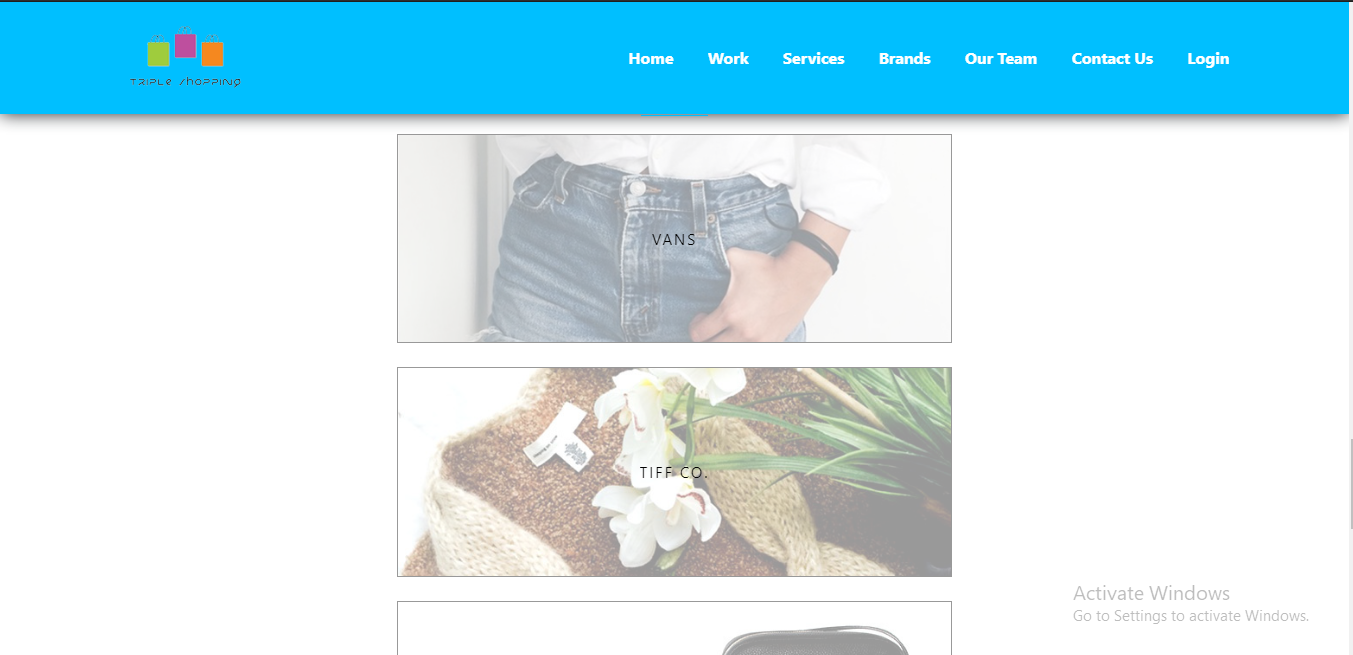 TRIPLE SHOPPING
Home Work Services Brands Our Team Contact Us Login
VANS
TIFF CO.
Activate Windows
Go to Settings to activate Windows.